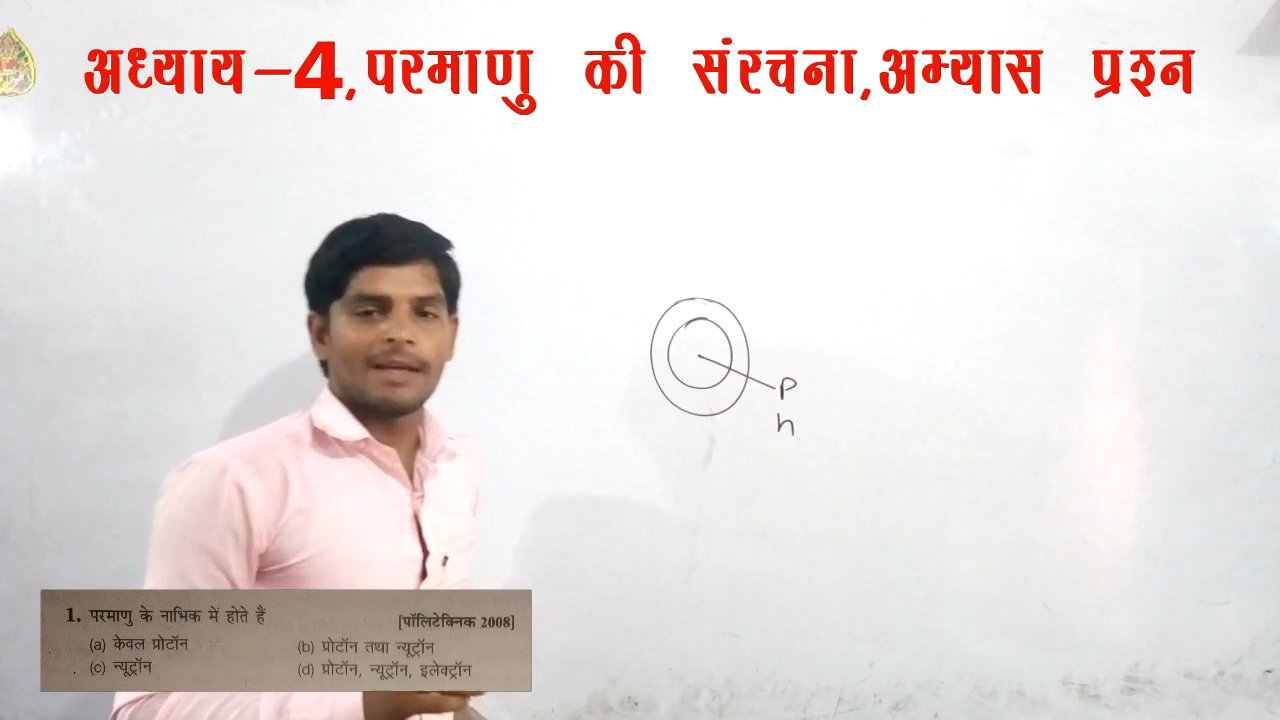 अध्याय-4,परमाणु की संरचना,अभ्यास प्रश्न
P
n
1. परमाणु के नाभिक में होते हैं [पॉलिटेक्निक 2008]
(a) केवल प्रोटॉन (b) प्रोटॉन तथा न्यूट्रॉन
(c) न्यूट्रॉन (d) प्रोटॉन, न्यूट्रॉन, इलेक्ट्रॉन